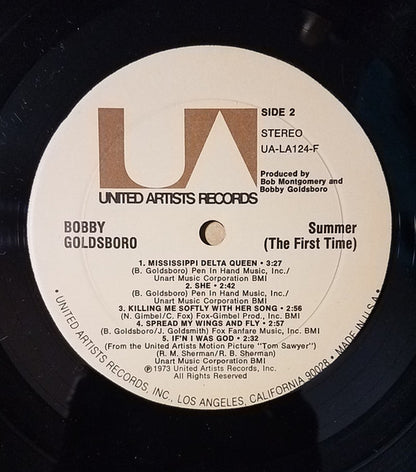 UA
UNITED ARTISTS RECORDS
SIDE 2
STEREO
UA-LA124-F
Produced by
Bob Montgomery and
Bobby Goldsboro
BOBBY
GOLDSBORO
Summer
(The First Time)
1. MISSISSIPPI DELTA QUEEN • 3:27
(B. Goldsboro) Pen In Hand Music, Inc./
Unart Music Corporation BMI
2. SHE • 2:42
(B. Goldsboro) Pen In Hand Music, Inc./
Unart Music Corporation BMI
3. KILLING ME SOFTLY WITH HER SONG • 2:56
(N. Gimbel/C. Fox) Fox-Gimbel Prod., Inc. BMI
4. SPREAD MY WINGS AND FLY • 2:57
(B. Goldsboro/J. Goldsmith) Fox Fanfare Music, Inc. BMI
5. IF'N I WAS GOD • 2:32
(From the United Artists Motion Picture "Tom Sawyer")
(R. M. Sherman/R. B. Sherman)
Unart Music Corporation BMI
℗ 1973 United Artists Records, Inc.
All Rights Reserved
• UNITED ARTISTS RECORDS, INC., LOS ANGELES, CALIFORNIA 90028 • MADE IN U.S.A. •